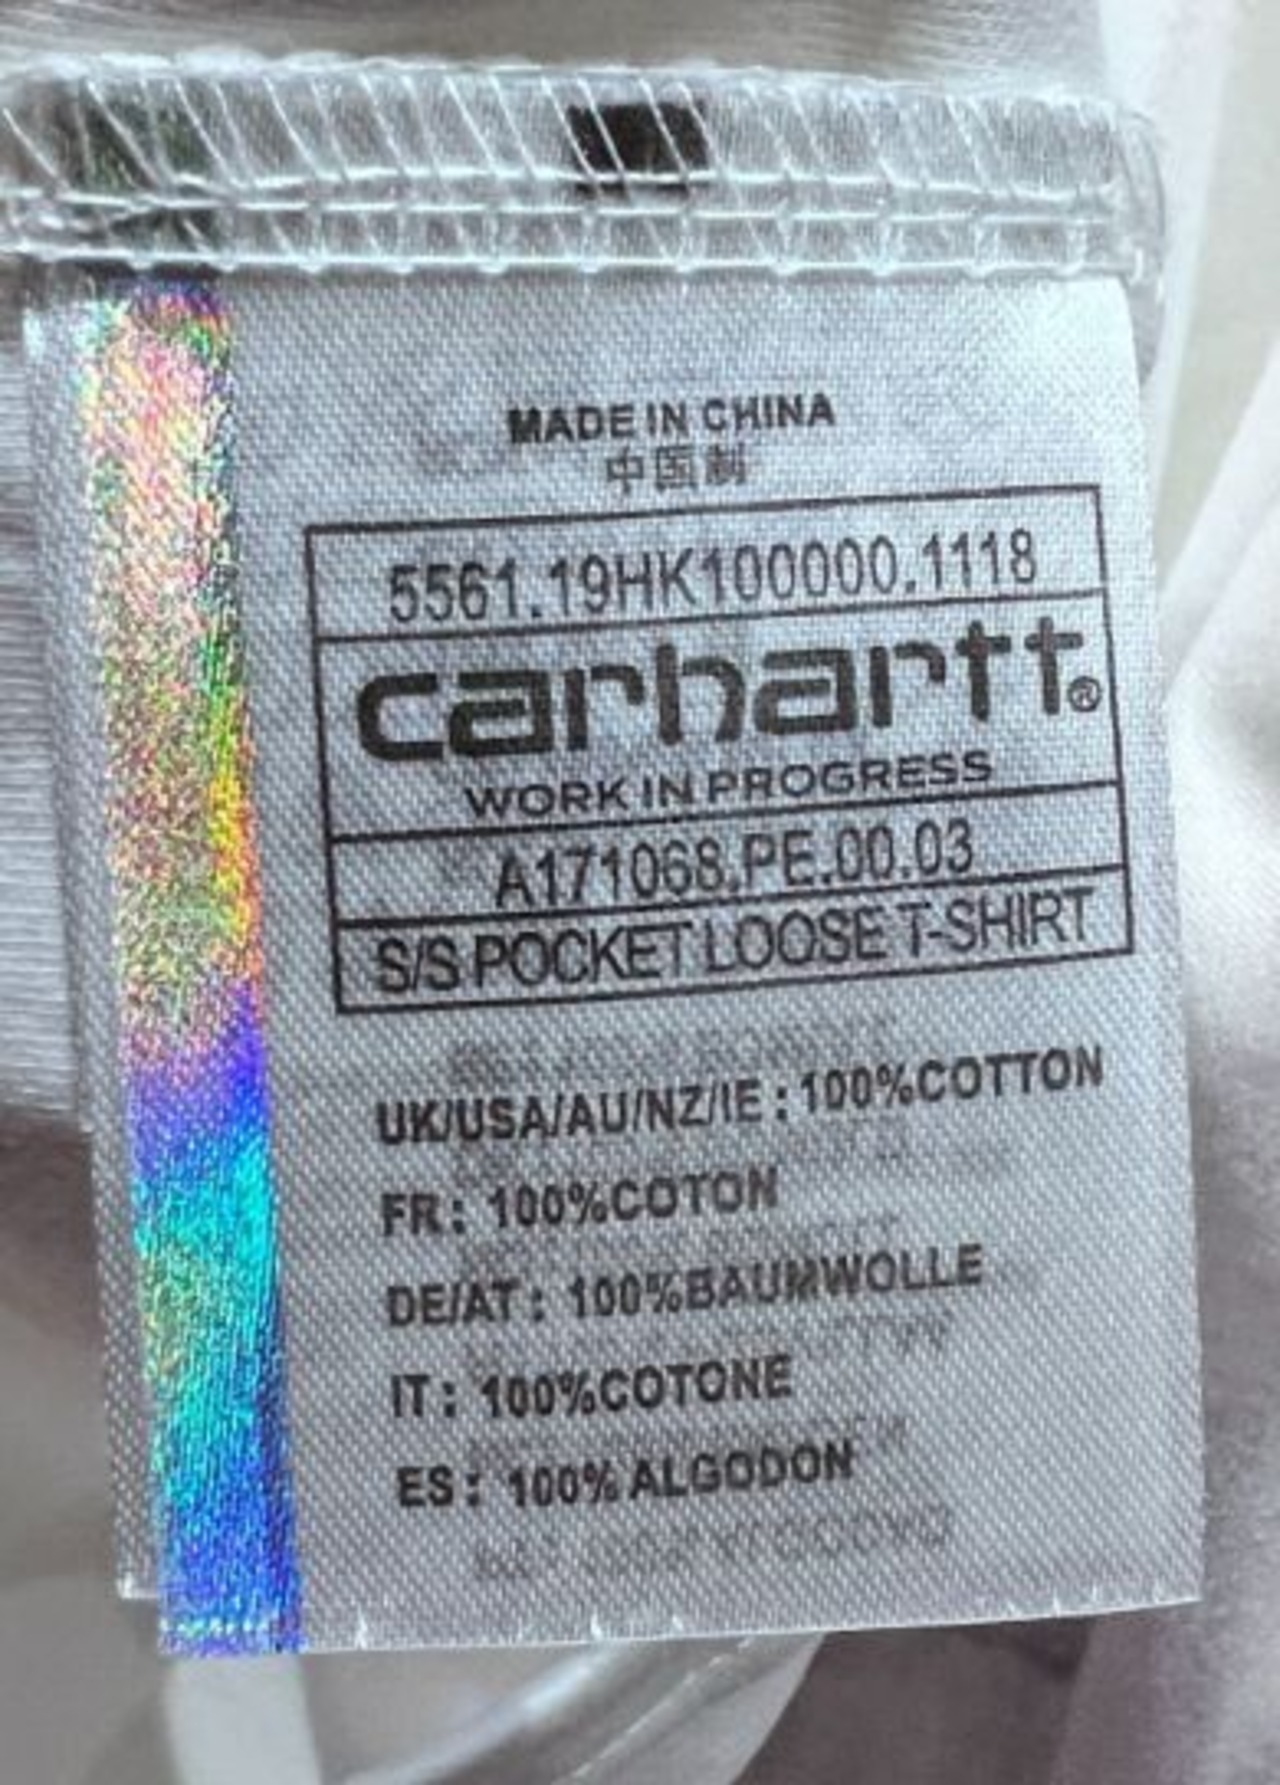 MADE IN CHINA
中国制
5561.19HK100000.1118
carhartt®
WORK IN PROGRESS
A171068.PE.00.03
S/S POCKET LOOSE T-SHIRT
UK/USA/AU/NZ/IE : 100%COTTON
FR : 100%COTON
DE/AT : 100%BAUMWOLLE
IT : 100%COTONE
ES : 100% ALGODON